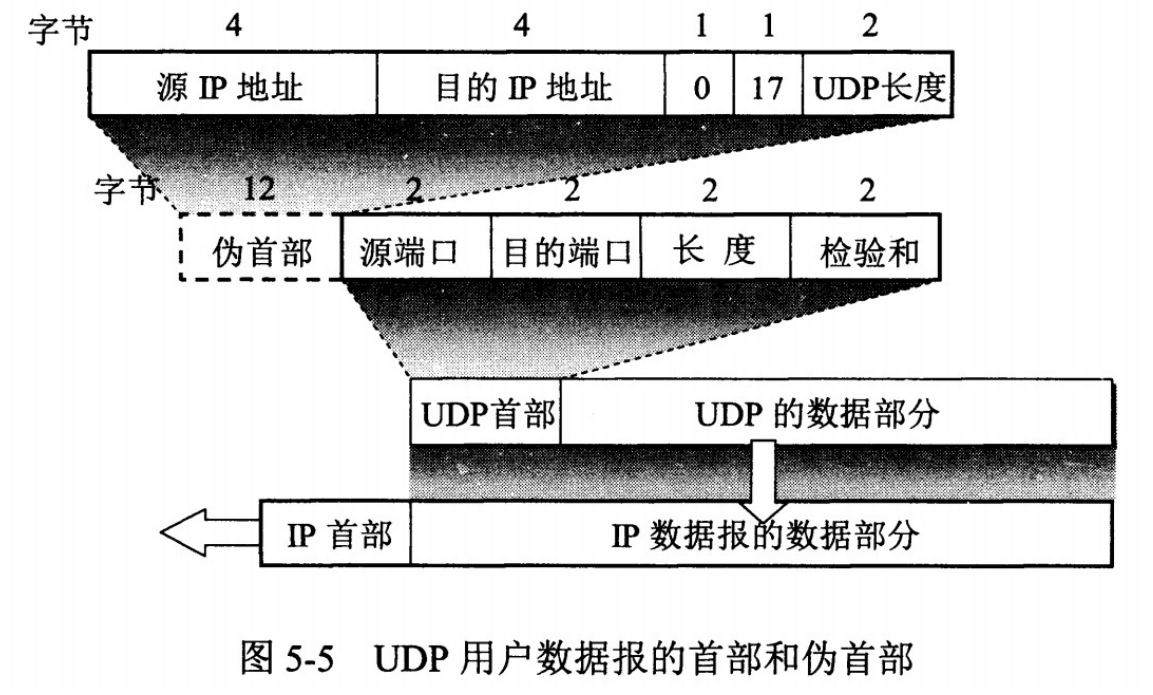 字节 4 4 1 1 2
源 IP 地址 目的 IP 地址 0 17 UDP长度
字节 12 2 2 2 2
伪首部 源端口 目的端口 长 度 检验和
UDP首部 UDP 的数据部分
IP 首部 IP 数据报的数据部分
图 5-5 UDP 用户数据报的首部和伪首部